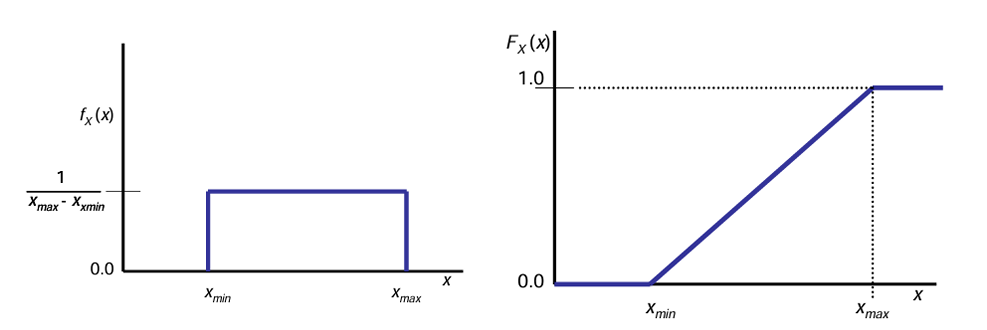 f_X(x)
1
x_max - x_xmin
0.0
x_min
x_max
x
F_X(x)
1.0
0.0
x_min
x_max
x